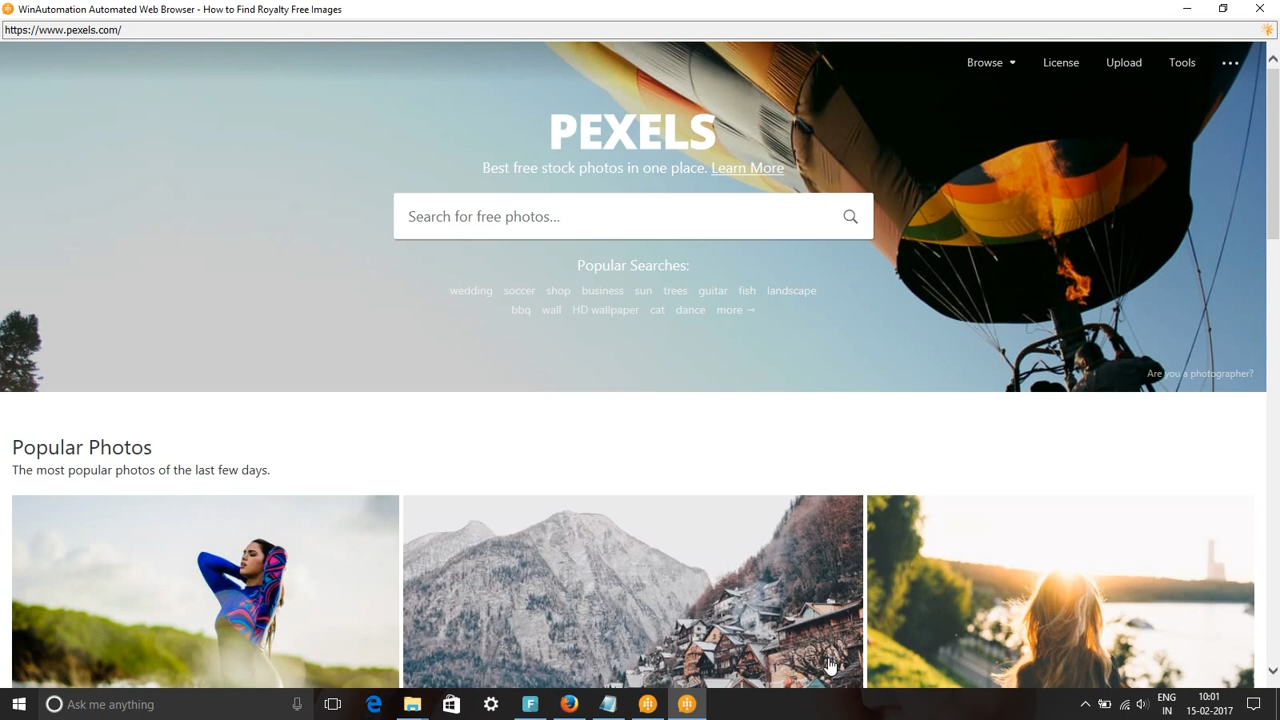 WinAutomation Automated Web Browser - How to Find Royalty Free Images
https://www.pexels.com/
Browse License Upload Tools
PEXELS
Best free stock photos in one place. Learn More
Search for free photos...
Popular Searches:
wedding soccer shop business sun trees guitar fish landscape
bbq wall HD wallpaper cat dance more →
Are you a photographer?
Popular Photos
The most popular photos of the last few days.
Ask me anything
ENG 10:01
IN 15-02-2017